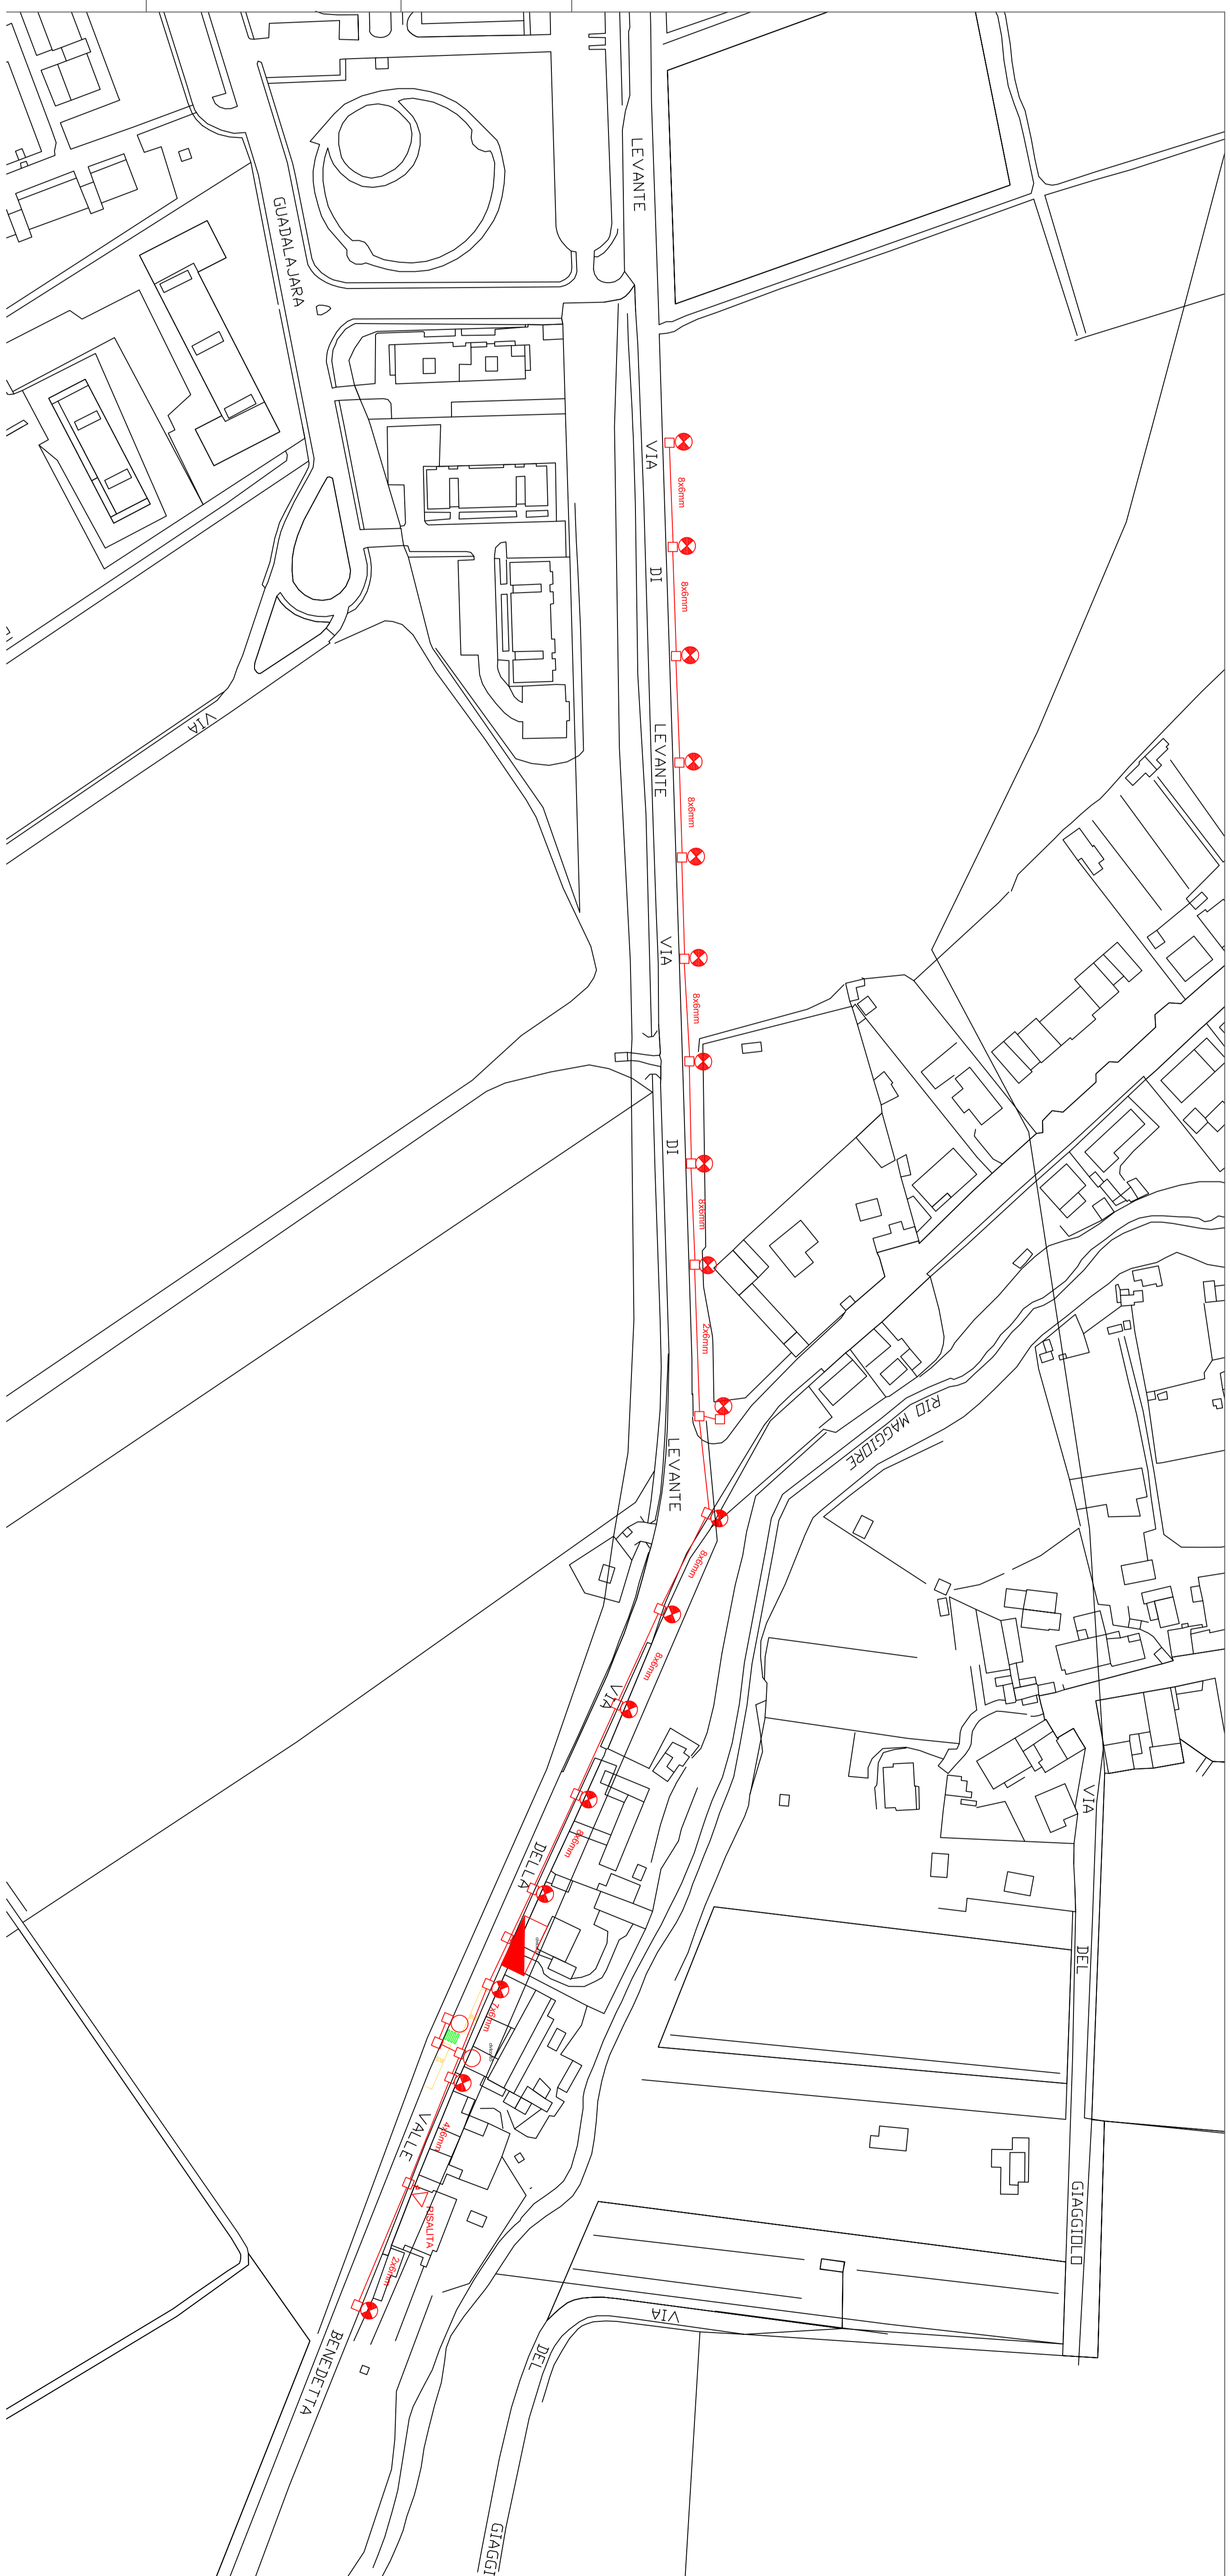 LEVANTE
GUADALAJARA
VIA
8x6mm
DI
8x6mm
VIA
LEVANTE
8x6mm
VIA
8x6mm
DI
8x6mm
2x6mm
RIO MAGGIORE
LEVANTE
8x6mm
8x6mm
VIA
VIA
8x6mm
DELLA
DEL
7x6mm
VALLE
4x6mm
GIAGGIOLO
RISALITA
2x6mm
VIA
DEL
BENEDETTA
GIAGGI